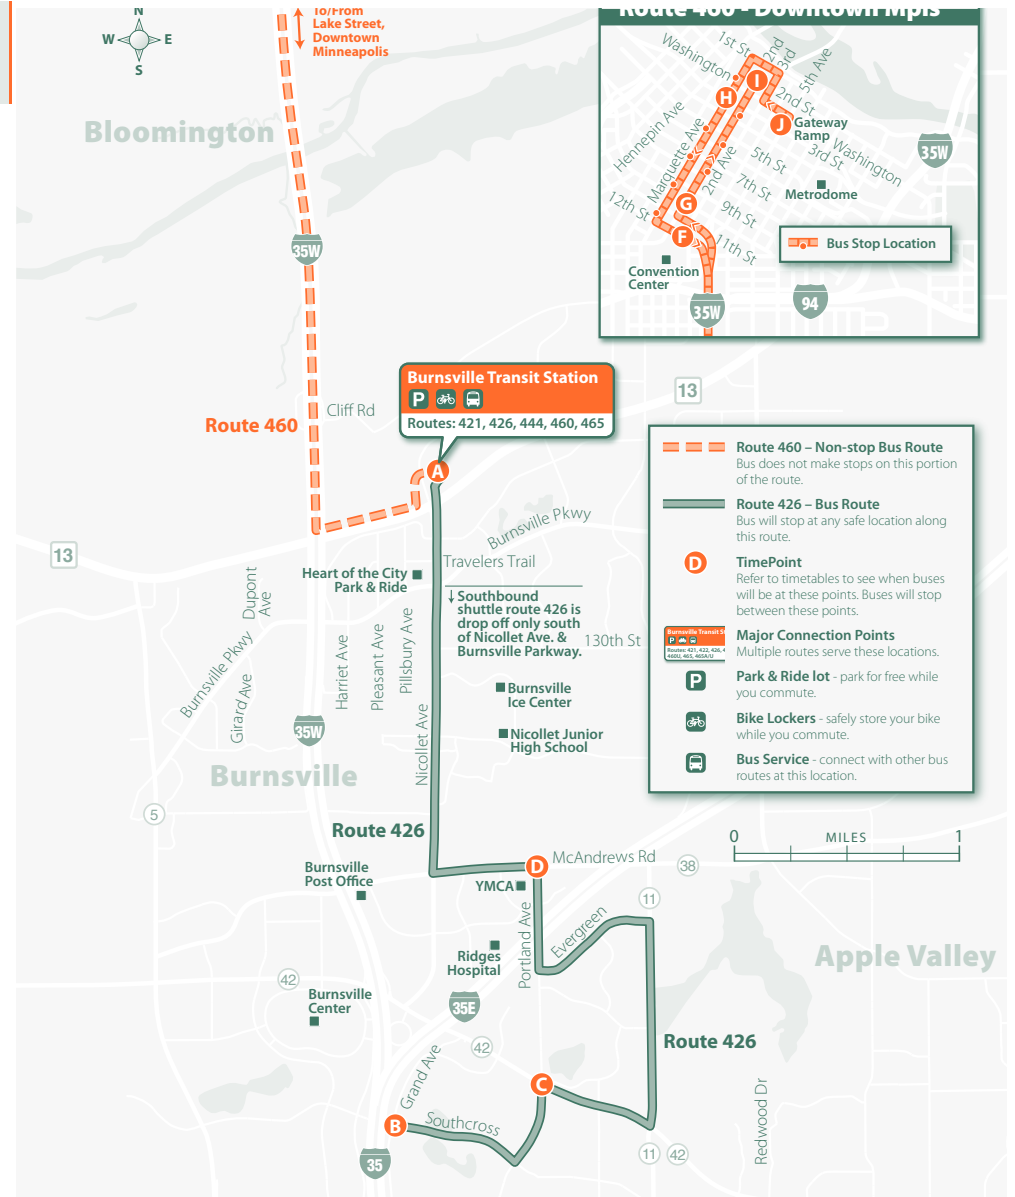 N
W E
S
To/From
Lake Street,
Downtown
Minneapolis
Bloomington
35W
Route 460
Cliff Rd
Route 460 - Downtown Mpls
1st St
2nd
3rd
5th Ave
Washington
I
2nd St
H
J
Gateway
Ramp
Hennepin Ave
Marquette Ave
2nd Ave
5th St
3rd St
Washington
35W
7th St
Metrodome
12th St
G
9th St
F
11th St
Bus Stop Location
Convention
Center
35W
94
Burnsville Transit Station
P
Routes: 421, 426, 444, 460, 465
13
A
Route 460 – Non-stop Bus Route
Bus does not make stops on this portion
of the route.
Route 426 – Bus Route
Bus will stop at any safe location along
this route.
D
TimePoint
Refer to timetables to see when buses
will be at these points. Buses will stop
between these points.
Burnsville Transit St
P
Routes: 421, 422, 426, 4
460U, 465, 465A/U
Major Connection Points
Multiple routes serve these locations.
P
Park & Ride lot - park for free while
you commute.
Bike Lockers - safely store your bike
while you commute.
Bus Service - connect with other bus
routes at this location.
13
Burnsville Pkwy
Travelers Trail
Heart of the City
Park & Ride
↓ Southbound
shuttle route 426 is
drop off only south
of Nicollet Ave. &
Burnsville Parkway.
130th St
Dupont
Ave
Burnsville Pkwy
Girard Ave
Harriet Ave
Pleasant Ave
Pillsbury Ave
Nicollet Ave
Burnsville
Ice Center
Nicollet Junior
High School
35W
Burnsville
5
Route 426
0 MILES 1
Burnsville
Post Office
D
McAndrews Rd
38
YMCA
11
Portland Ave
Evergreen
Ridges
Hospital
Apple Valley
42
Burnsville
Center
35E
42
Route 426
Grand Ave
C
B
Southcross
Redwood Dr
35
11
42